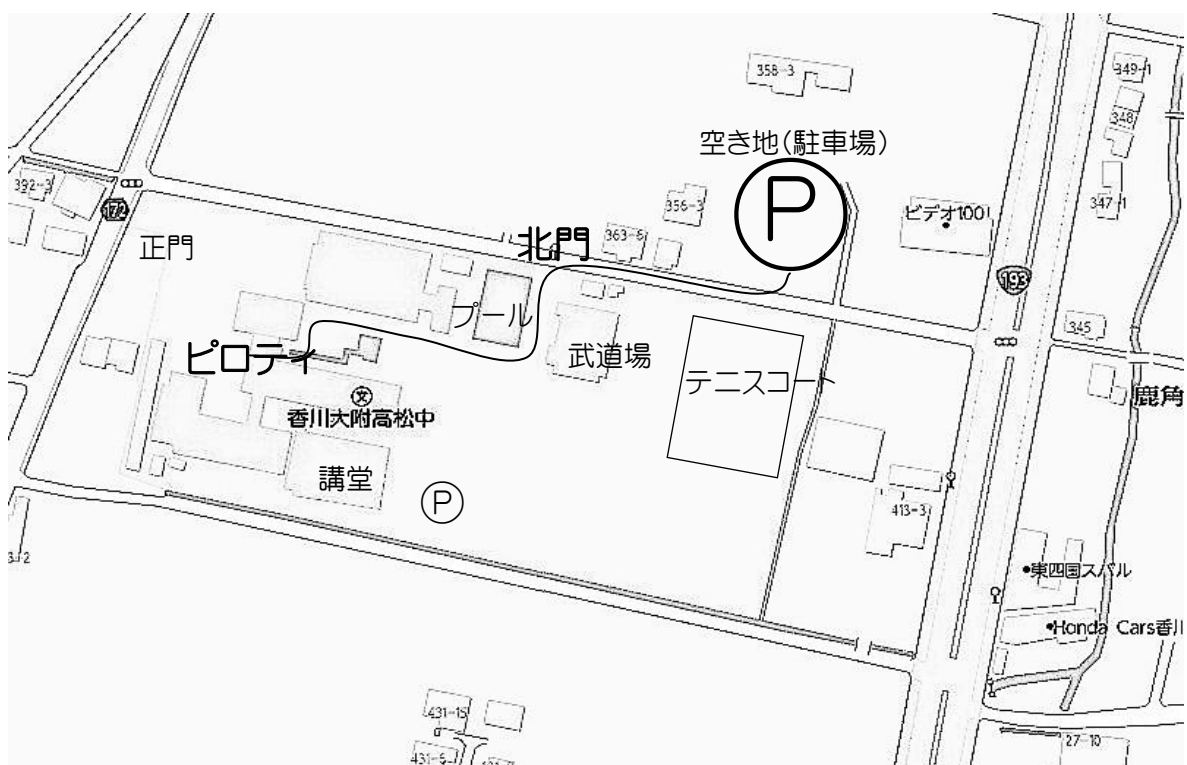 358-3
349-1
348
空き地(駐車場)
P
392-3
172
356-3
347-1
ビデオ100
正門
北門
363-6
193
プール
345
ピロティ
武道場
テニスコート
鹿角
文
香川大附高松中
講堂
P
413-3
東四国スバル
Honda Cars香川
431-15
431-6
27-10